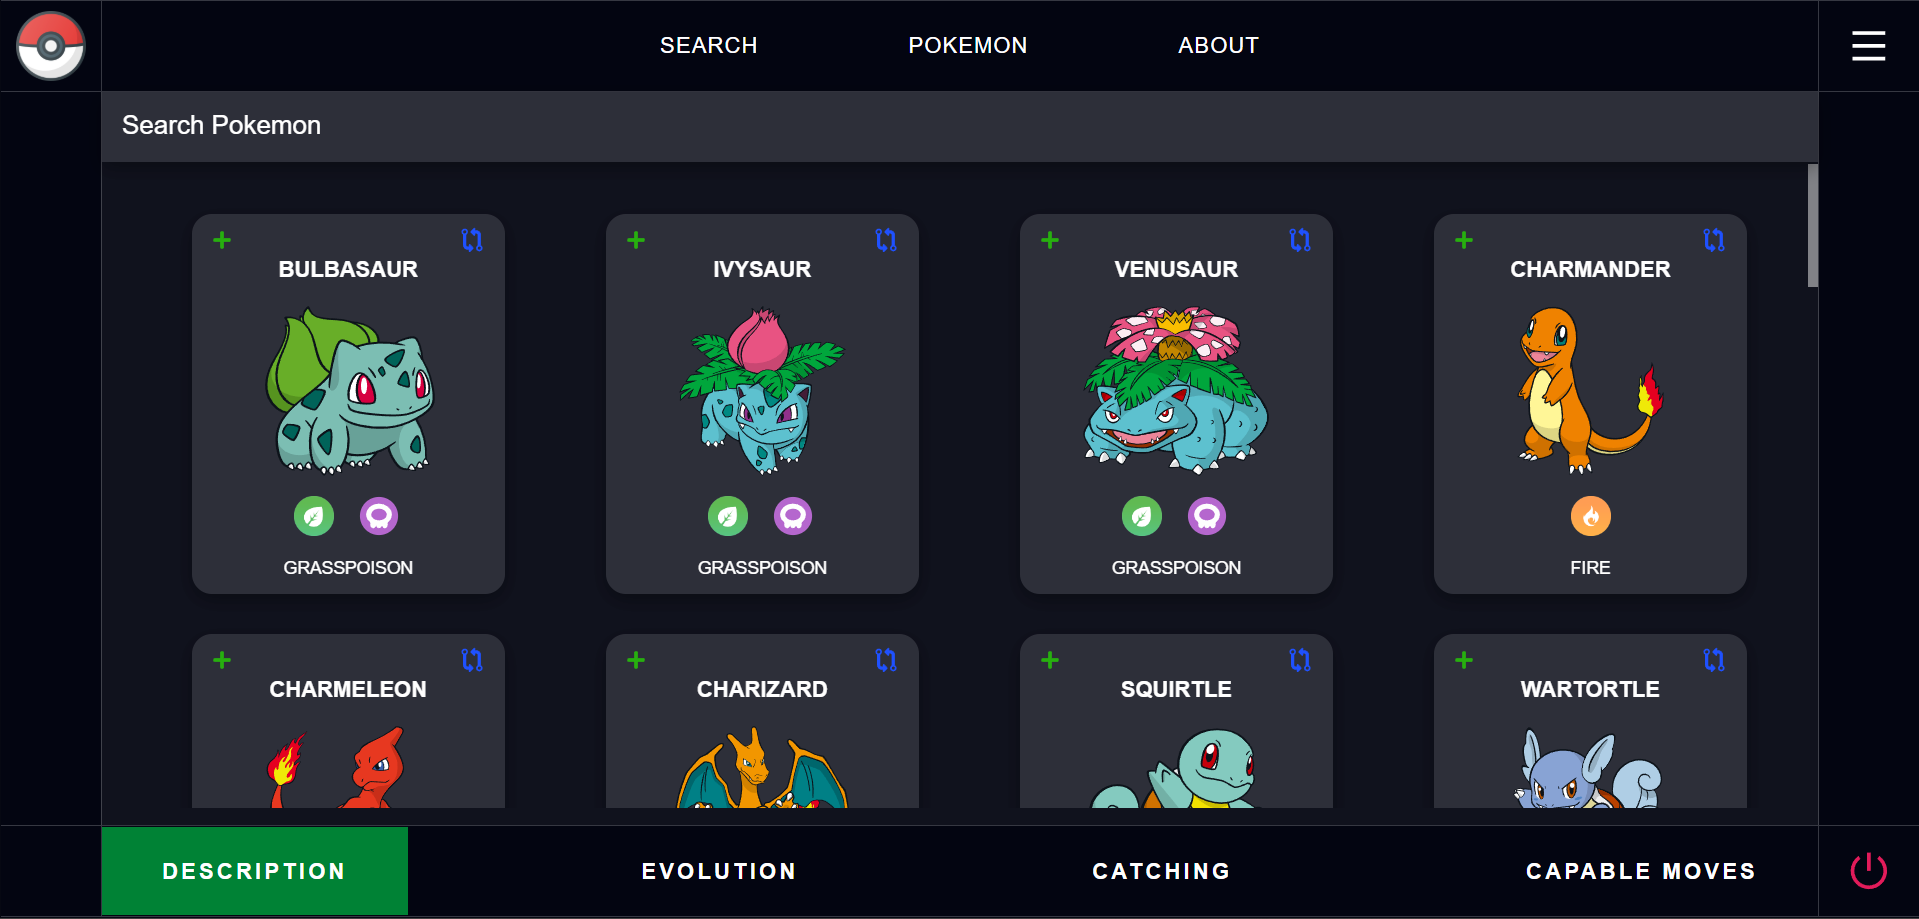 SEARCH POKEMON ABOUT
Search Pokemon
BULBASAUR
GRASSPOISON
IVYSAUR
GRASSPOISON
VENUSAUR
GRASSPOISON
CHARMANDER
FIRE
CHARMELEON
CHARIZARD
SQUIRTLE
WARTORTLE
DESCRIPTION EVOLUTION CATCHING CAPABLE MOVES